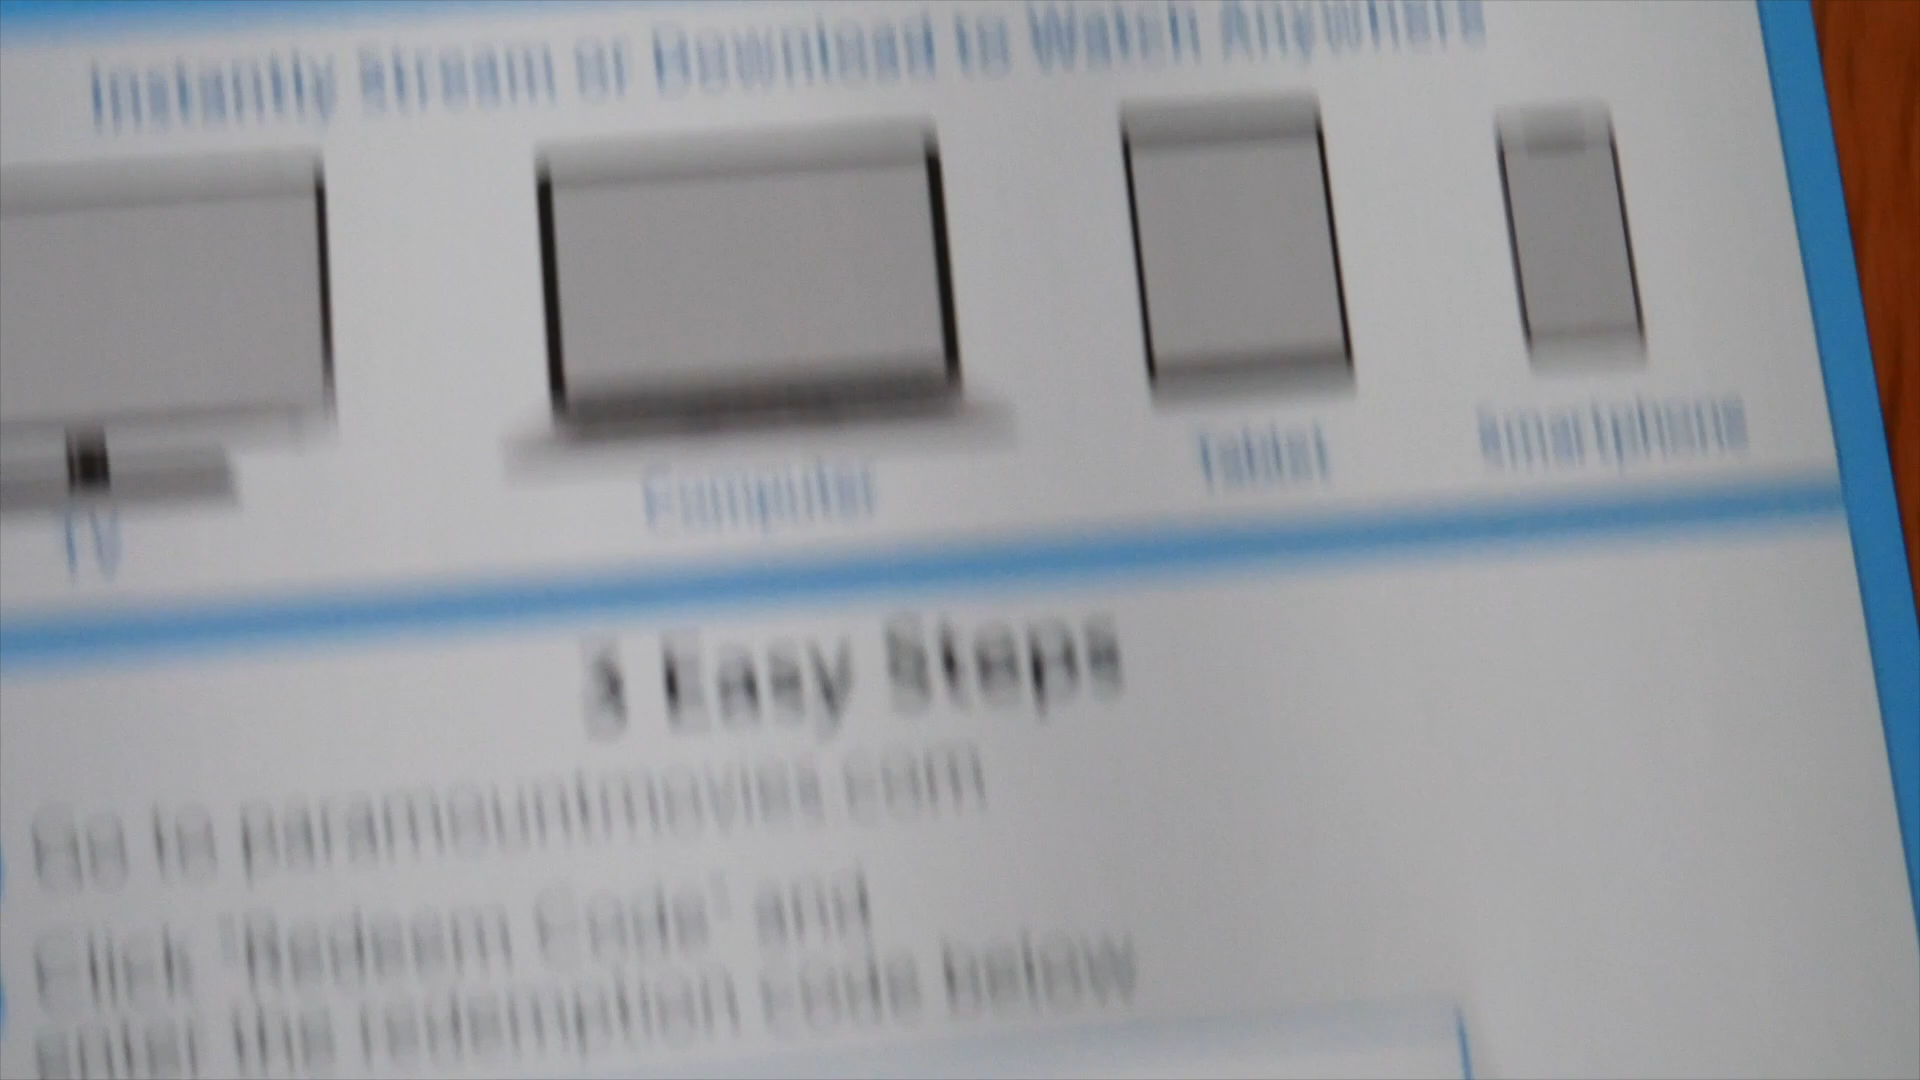 Instantly Stream or Download to Watch Anywhere
TV
Computer
Tablet
Smartphone
3 Easy Steps
Go to paramountmovies.com
Click 'Redeem Code' and
enter the redemption code below